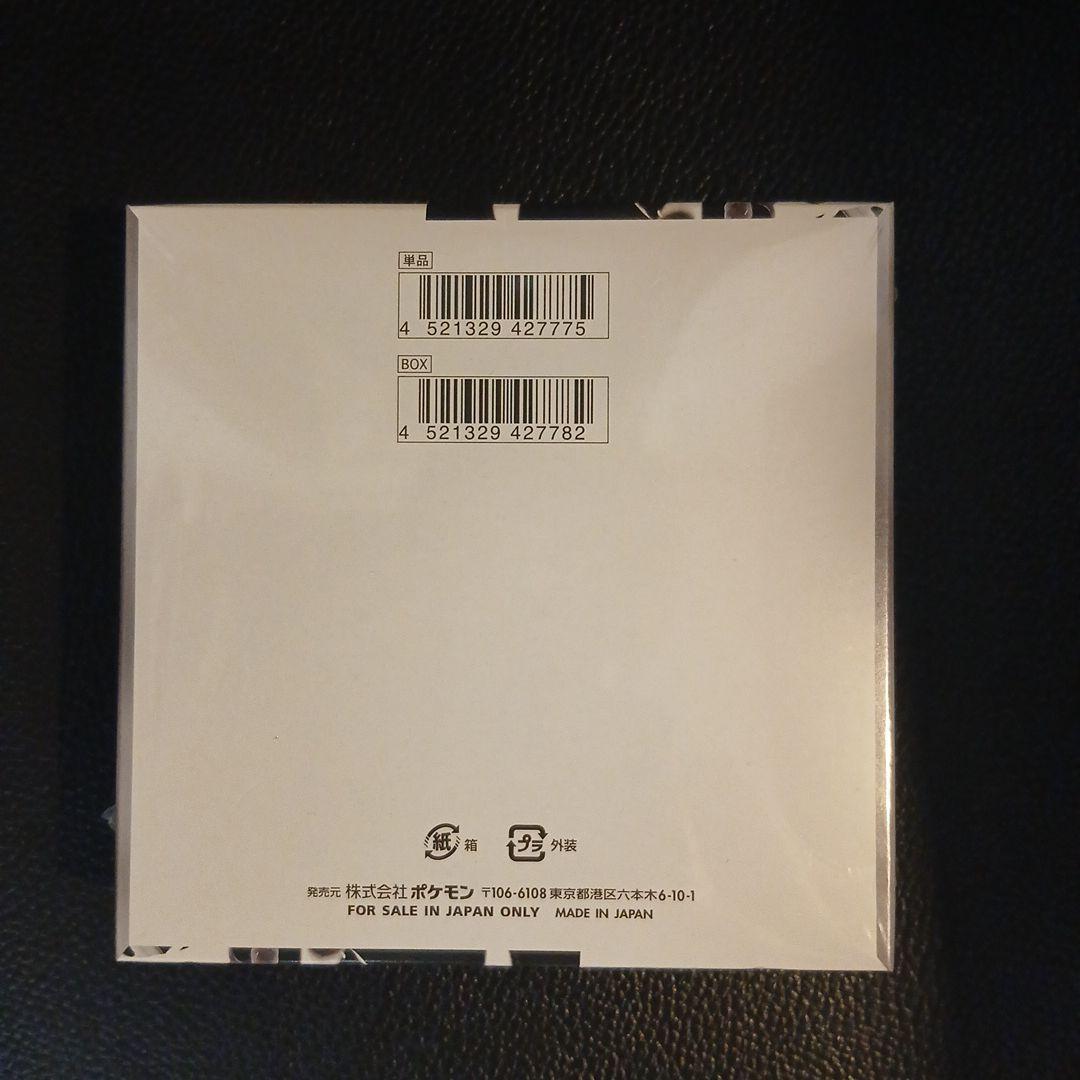 単品
4 521329 427775
BOX
4 521329 427782
紙 箱 プラ 外装
発売元 株式会社 ポケモン 〒106-6108 東京都港区六本木6-10-1
FOR SALE IN JAPAN ONLY MADE IN JAPAN